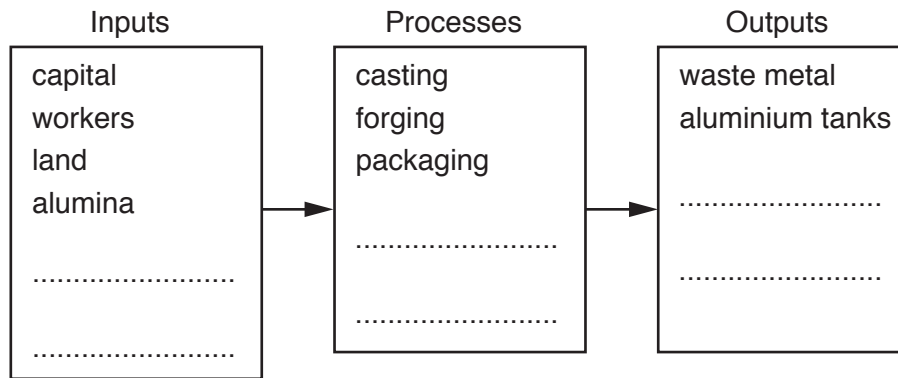 Inputs
capital
workers
land
alumina
.........................
.........................
Processes
casting
forging
packaging
.........................
.........................
Outputs
waste metal
aluminium tanks
.........................
.........................